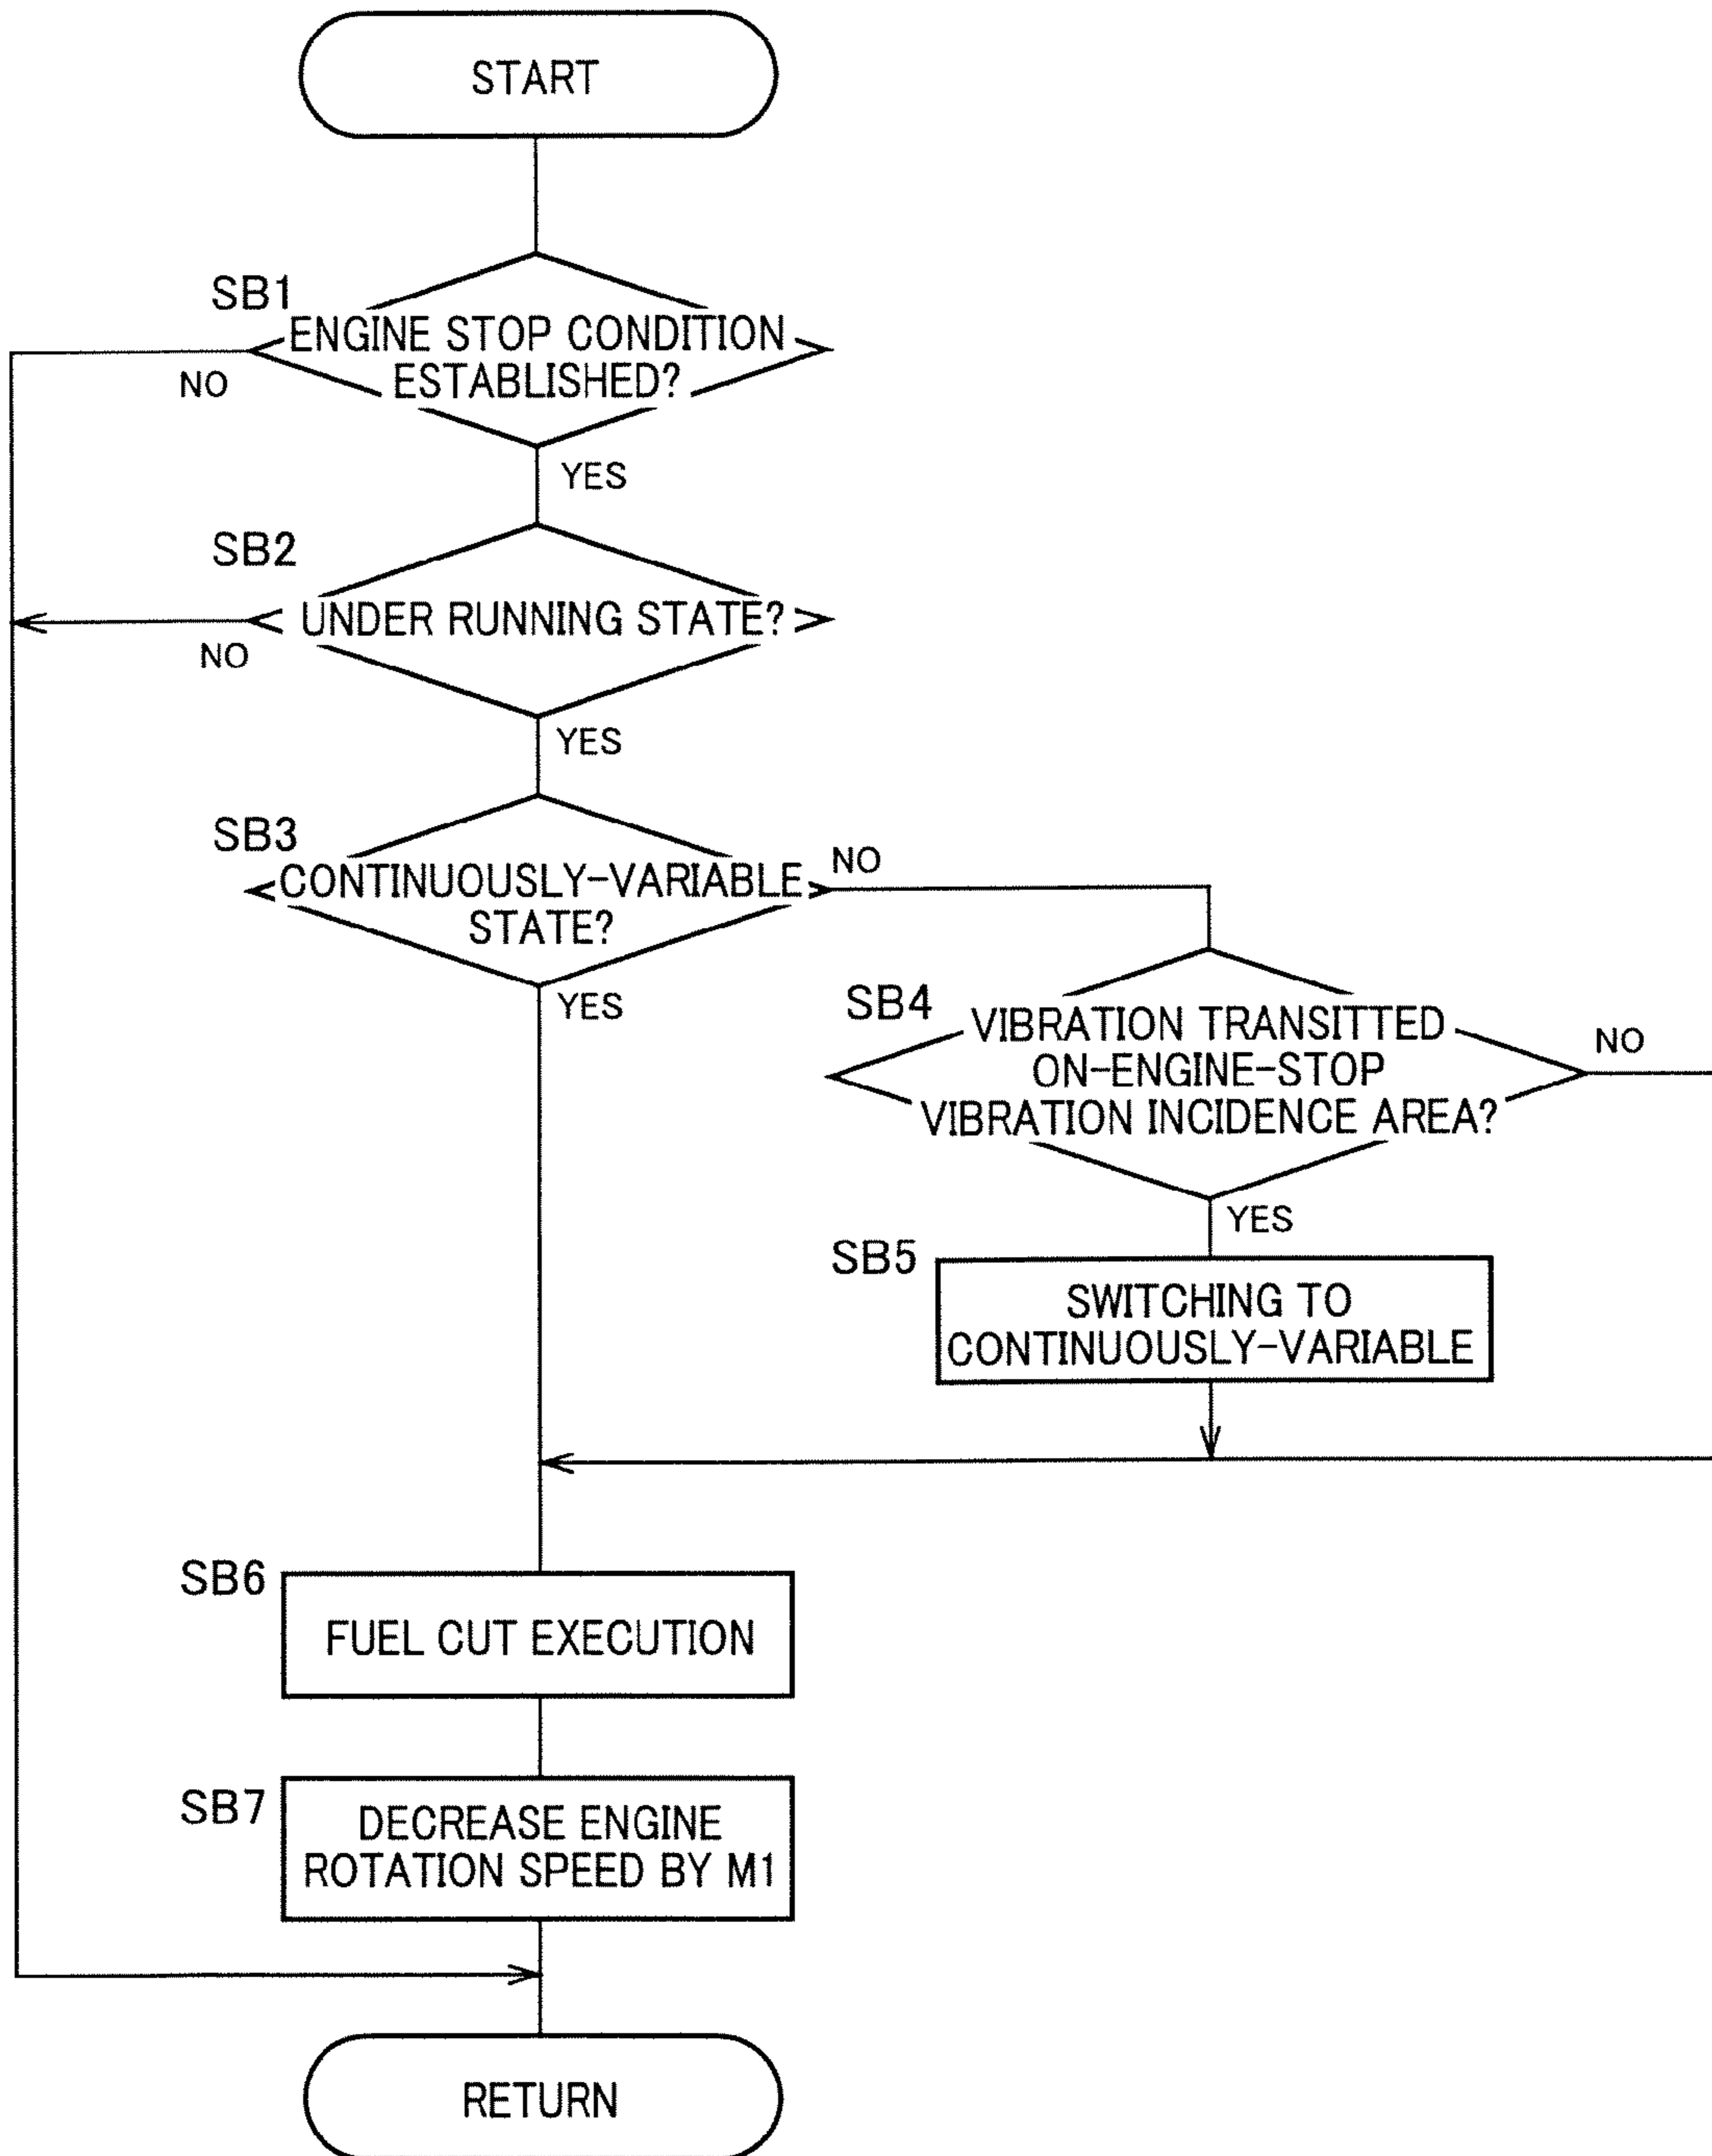 START
SB1
ENGINE STOP CONDITION
ESTABLISHED?
NO
YES
SB2
UNDER RUNNING STATE?
NO
YES
SB3
CONTINUOUSLY-VARIABLE
STATE?
NO
YES
SB4
VIBRATION TRANSITTED
ON-ENGINE-STOP
VIBRATION INCIDENCE AREA?
NO
YES
SB5
SWITCHING TO
CONTINUOUSLY-VARIABLE
SB6
FUEL CUT EXECUTION
SB7
DECREASE ENGINE
ROTATION SPEED BY M1
RETURN